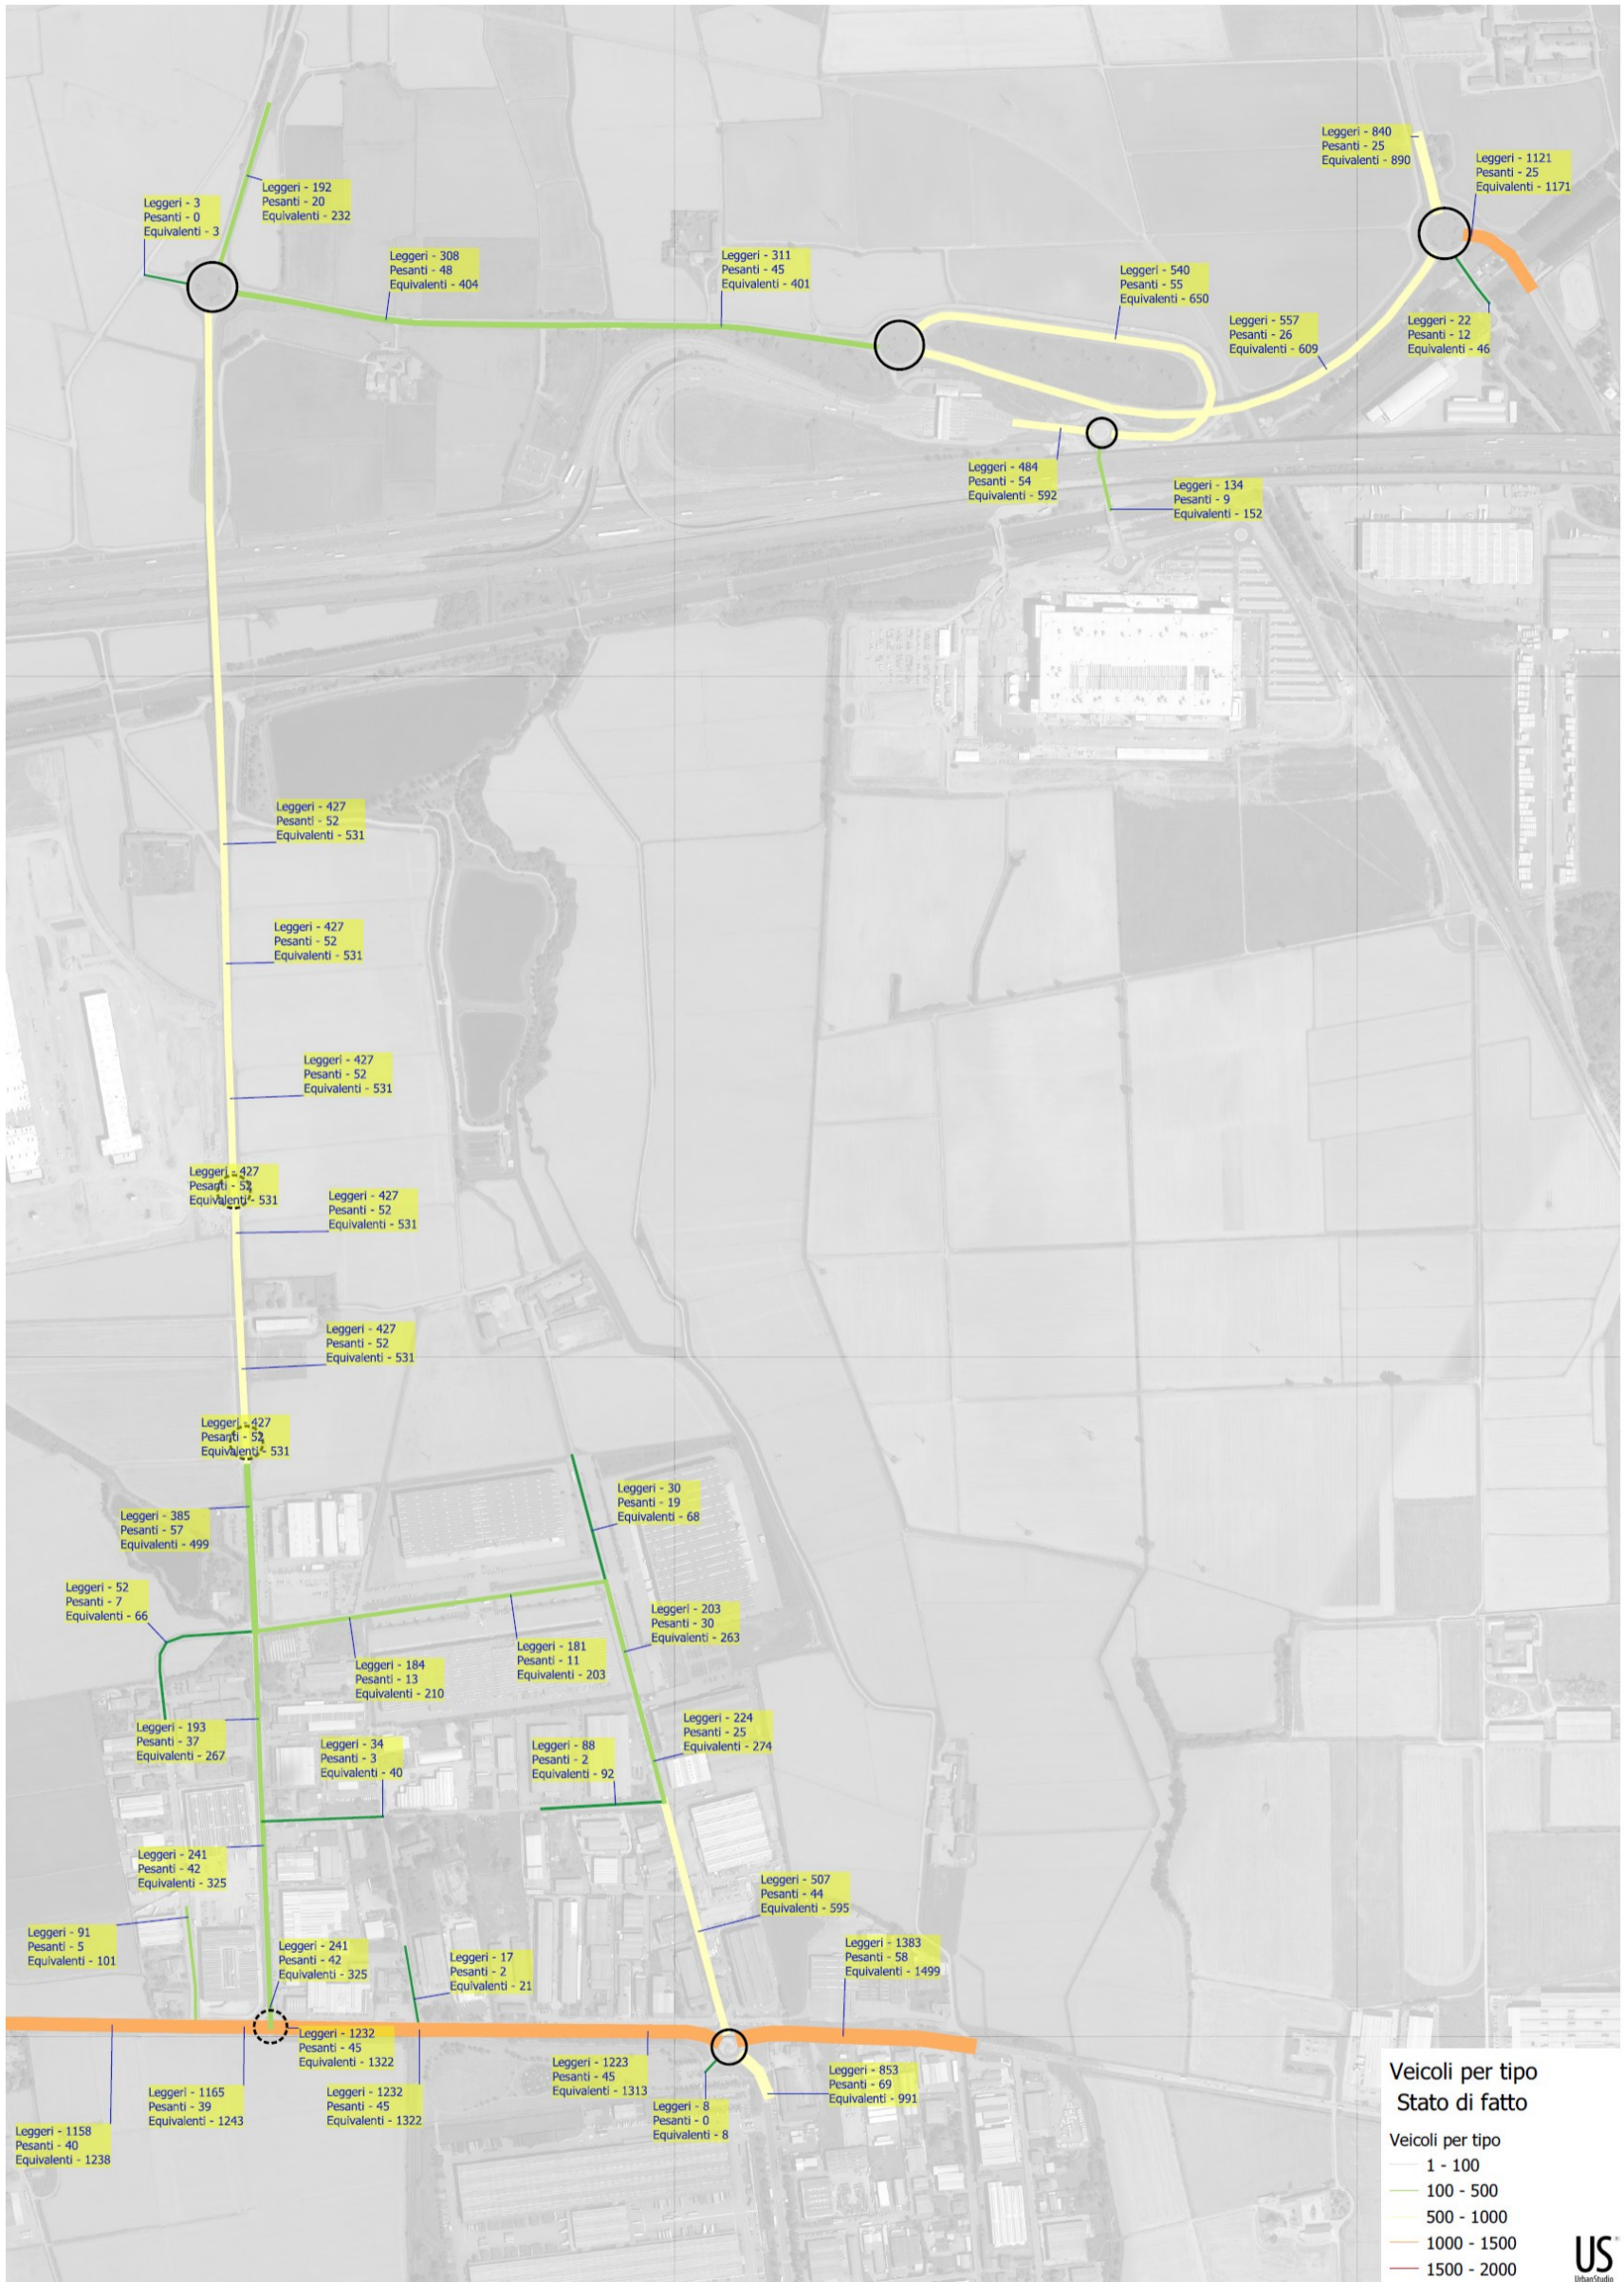 Leggeri - 840
Pesanti - 25
Equivalenti - 890
Leggeri - 1121
Pesanti - 25
Equivalenti - 1171
Leggeri - 192
Pesanti - 20
Equivalenti - 232
Leggeri - 3
Pesanti - 0
Equivalenti - 3
Leggeri - 308
Pesanti - 48
Equivalenti - 404
Leggeri - 311
Pesanti - 45
Equivalenti - 401
Leggeri - 540
Pesanti - 55
Equivalenti - 650
Leggeri - 557
Pesanti - 26
Equivalenti - 609
Leggeri - 22
Pesanti - 12
Equivalenti - 46
Leggeri - 484
Pesanti - 54
Equivalenti - 592
Leggeri - 134
Pesanti - 9
Equivalenti - 152
Leggeri - 427
Pesanti - 52
Equivalenti - 531
Leggeri - 427
Pesanti - 52
Equivalenti - 531
Leggeri - 427
Pesanti - 52
Equivalenti - 531
Leggeri - 427
Pesanti - 52
Equivalenti - 531
Leggeri - 427
Pesanti - 52
Equivalenti - 531
Leggeri - 427
Pesanti - 52
Equivalenti - 531
Leggeri - 427
Pesanti - 52
Equivalenti - 531
Leggeri - 30
Pesanti - 19
Equivalenti - 68
Leggeri - 385
Pesanti - 57
Equivalenti - 499
Leggeri - 52
Pesanti - 7
Equivalenti - 66
Leggeri - 203
Pesanti - 30
Equivalenti - 263
Leggeri - 181
Pesanti - 11
Equivalenti - 203
Leggeri - 184
Pesanti - 13
Equivalenti - 210
Leggeri - 224
Pesanti - 25
Equivalenti - 274
Leggeri - 193
Pesanti - 37
Equivalenti - 267
Leggeri - 34
Pesanti - 3
Equivalenti - 40
Leggeri - 88
Pesanti - 2
Equivalenti - 92
Leggeri - 241
Pesanti - 42
Equivalenti - 325
Leggeri - 507
Pesanti - 44
Equivalenti - 595
Leggeri - 91
Pesanti - 5
Equivalenti - 101
Leggeri - 241
Pesanti - 42
Equivalenti - 325
Leggeri - 17
Pesanti - 2
Equivalenti - 21
Leggeri - 1383
Pesanti - 58
Equivalenti - 1499
Leggeri - 1232
Pesanti - 45
Equivalenti - 1322
Leggeri - 1223
Pesanti - 45
Equivalenti - 1313
Leggeri - 853
Pesanti - 69
Equivalenti - 991
Leggeri - 1165
Pesanti - 39
Equivalenti - 1243
Leggeri - 1232
Pesanti - 45
Equivalenti - 1322
Leggeri - 8
Pesanti - 0
Equivalenti - 8
Leggeri - 1158
Pesanti - 40
Equivalenti - 1238
Veicoli per tipo
Stato di fatto
Veicoli per tipo
1 - 100
100 - 500
500 - 1000
1000 - 1500
1500 - 2000
US
UrbanStudio